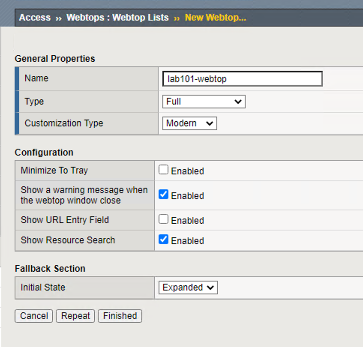 Access ›› Webtops : Webtop Lists ›› New Webtop...
General Properties
Name lab101-webtop
Type Full
Customization Type Modern
Configuration
Minimize To Tray Enabled
Show a warning message when
the webtop window close Enabled
Show URL Entry Field Enabled
Show Resource Search Enabled
Fallback Section
Initial State Expanded
Cancel Repeat Finished